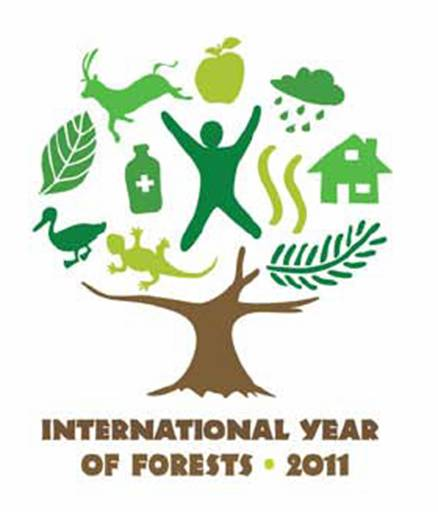 INTERNATIONAL YEAR
OF FORESTS • 2011